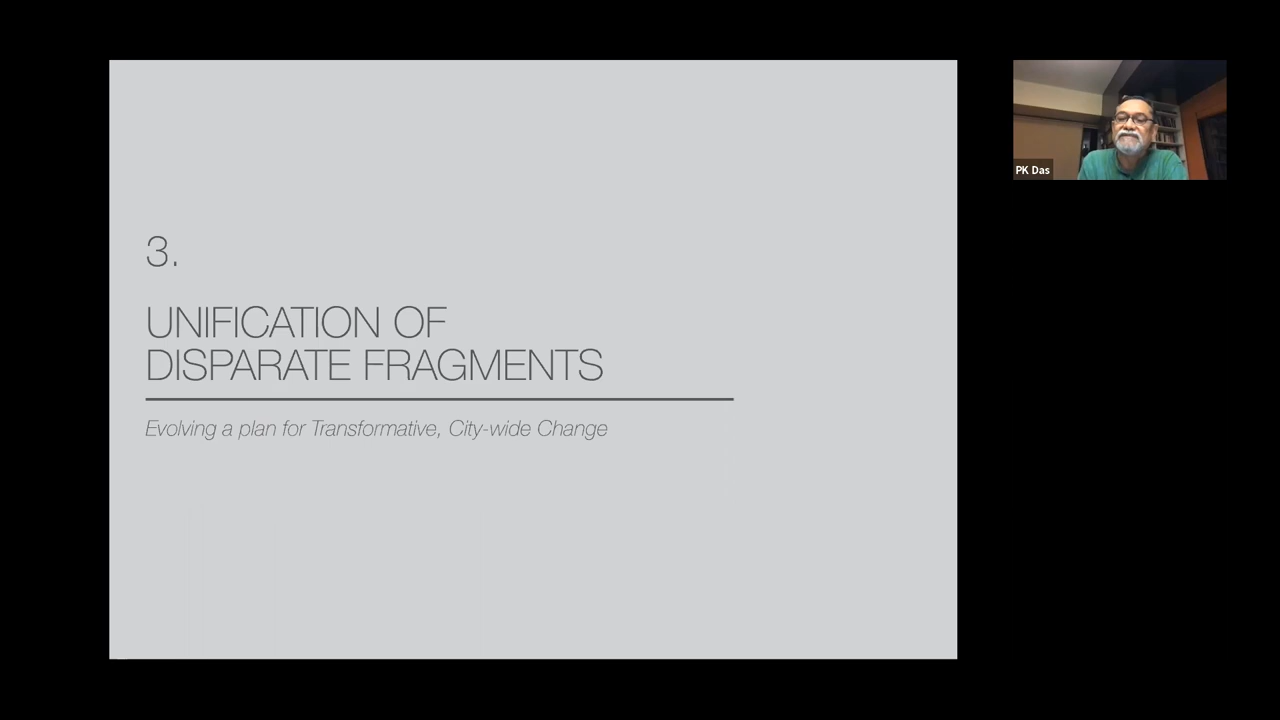 3.
UNIFICATION OF
DISPARATE FRAGMENTS
Evolving a plan for Transformative, City-wide Change
PK Das